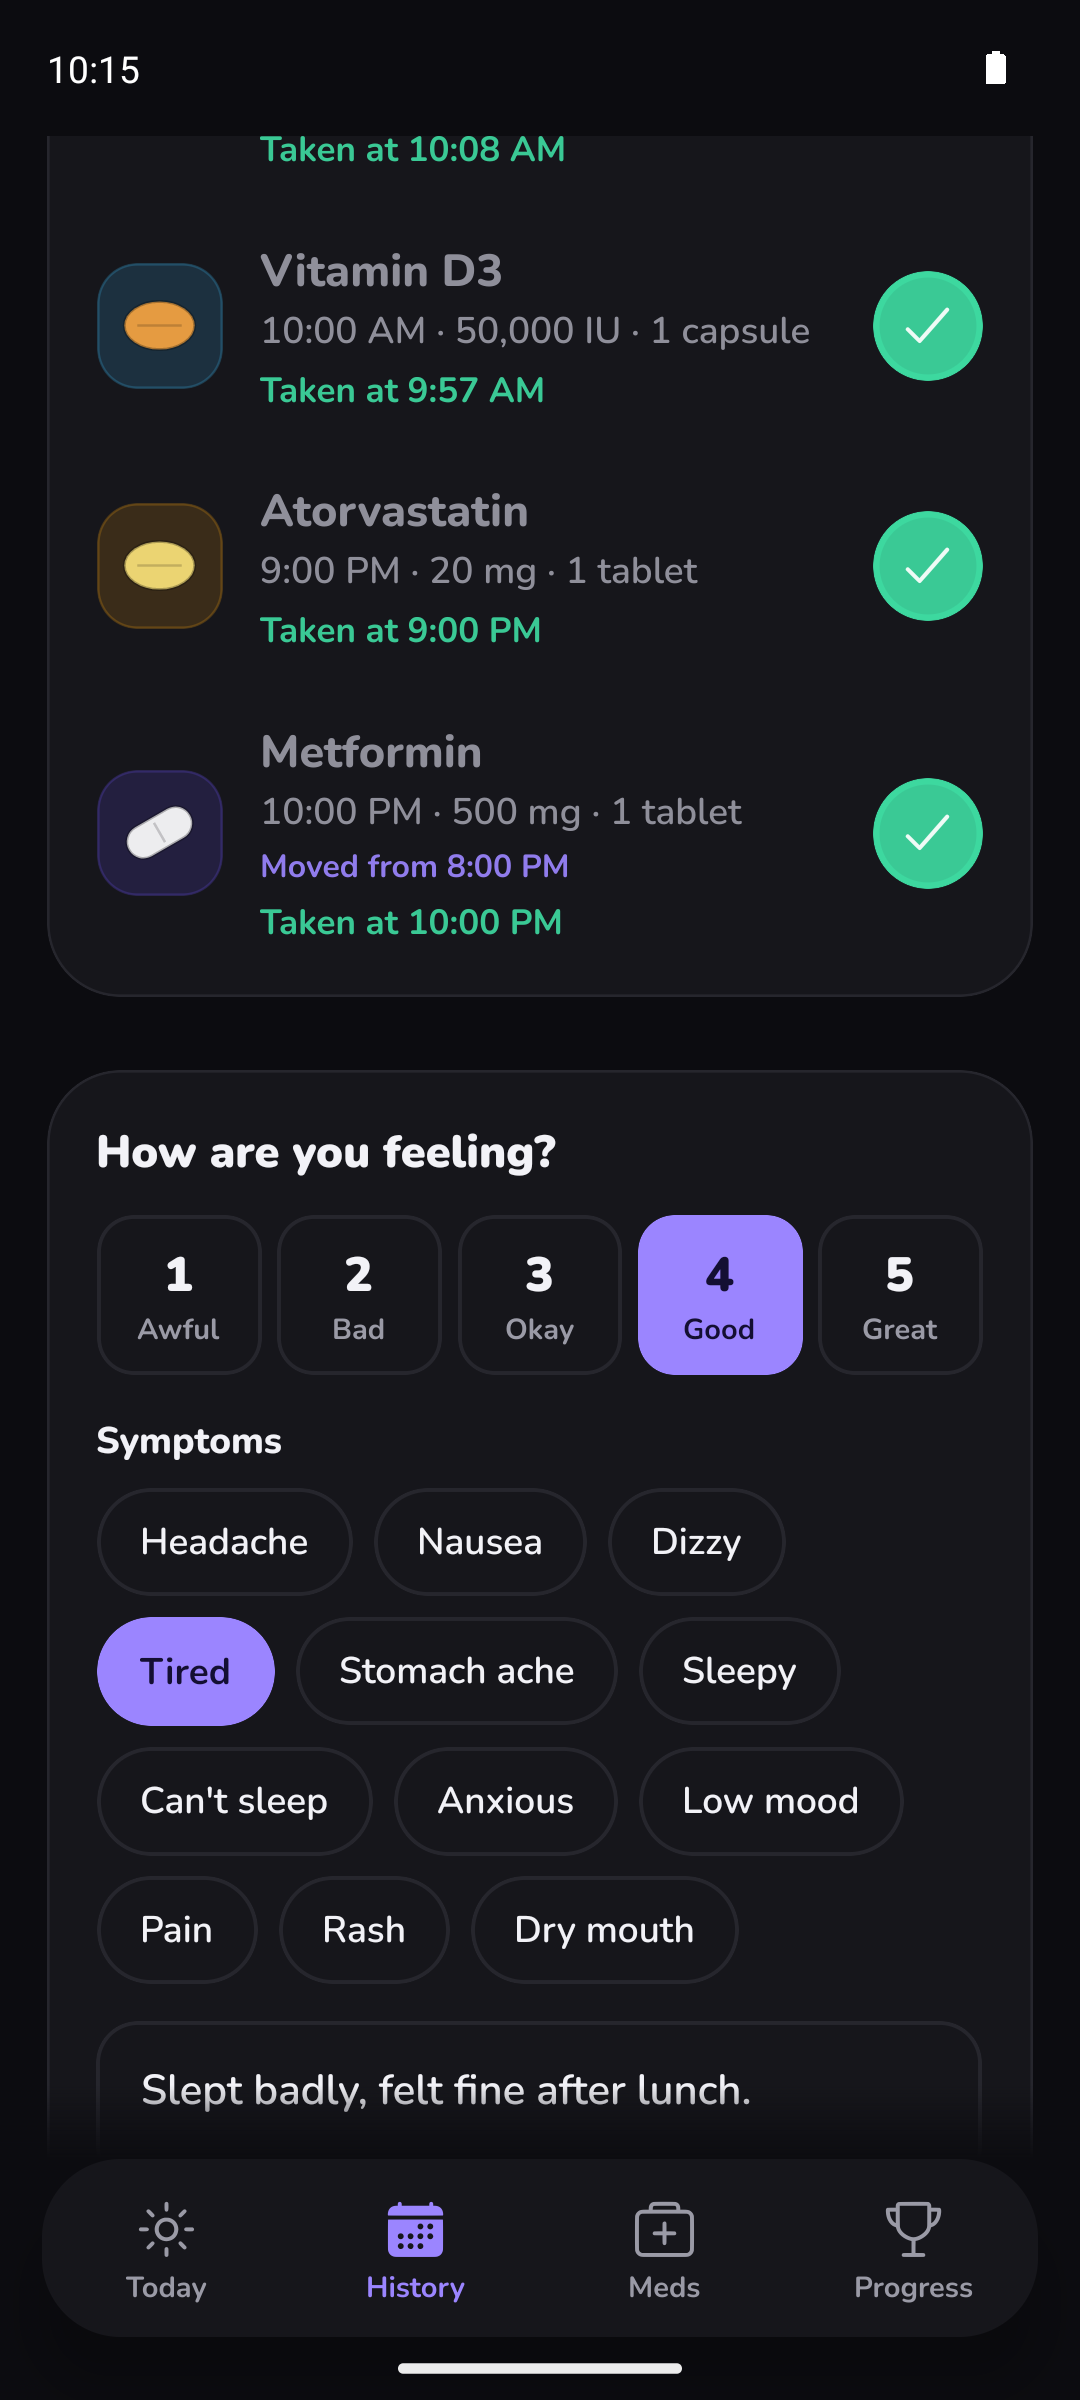 10:15
Taken at 10:08 AM
Vitamin D3
10:00 AM · 50,000 IU · 1 capsule
Taken at 9:57 AM
Atorvastatin
9:00 PM · 20 mg · 1 tablet
Taken at 9:00 PM
Metformin
10:00 PM · 500 mg · 1 tablet
Moved from 8:00 PM
Taken at 10:00 PM
How are you feeling?
1 2 3 4 5
Awful Bad Okay Good Great
Symptoms
Headache Nausea Dizzy
Tired Stomach ache Sleepy
Can't sleep Anxious Low mood
Pain Rash Dry mouth
Slept badly, felt fine after lunch.
Today History Meds Progress